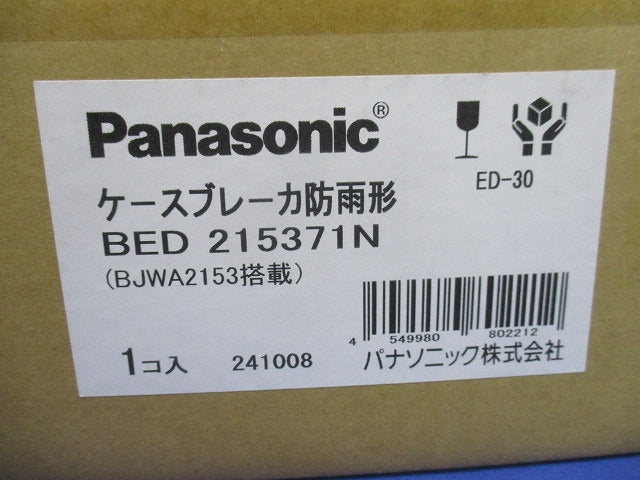 Panasonic®
ED-30
ケースブレーカ防雨形
BED 215371N
(BJWA2153搭載)
4 549980 802212
1コ入 241008 パナソニック株式会社